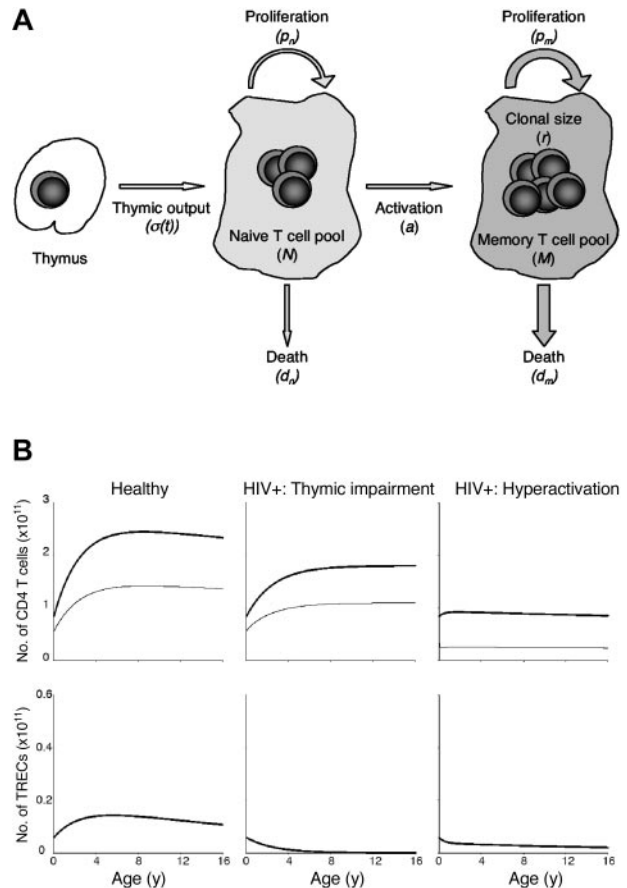 A
Proliferation
(pn)
Proliferation
(pm)
Clonal size
(r)
Thymic output
(σ(t))
Activation
(a)
Naive T cell pool
(N)
Memory T cell pool
(M)
Thymus
Death
(dn)
Death
(dm)
B
Healthy
HIV+: Thymic impairment
HIV+: Hyperactivation
No. of CD4 T cells (x10¹¹)
3
2
1
0
No. of TRECs (x10¹¹)
0.6
0.4
0.2
0
0 4 8 12 16
0 4 8 12 16
0 4 8 12 16
Age (y)
Age (y)
Age (y)